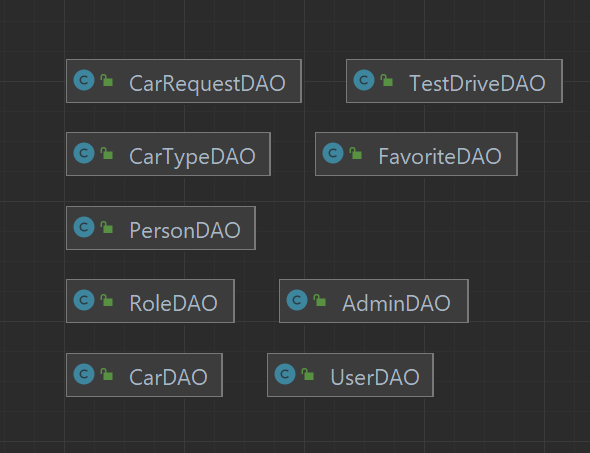 CarRequestDAO TestDriveDAO
CarTypeDAO FavoriteDAO
PersonDAO
RoleDAO AdminDAO
CarDAO UserDAO